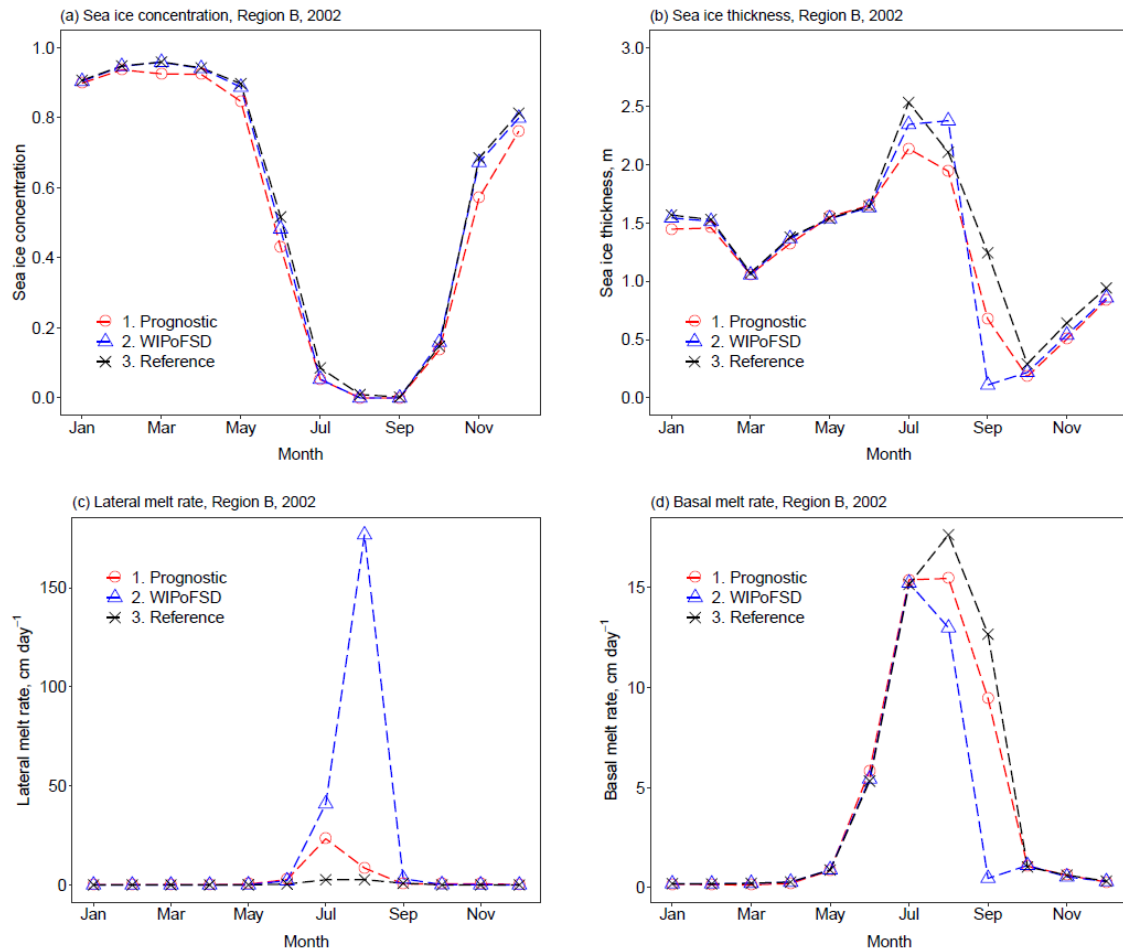 (a) Sea ice concentration, Region B, 2002
1.0
0.8
0.6
0.4
0.2
0.0
Sea ice concentration
1. Prognostic
2. WIPoFSD
3. Reference
Jan Mar May Jul Sep Nov
Month
(b) Sea ice thickness, Region B, 2002
3.0
2.5
2.0
1.5
1.0
0.5
0.0
Sea ice thickness, m
1. Prognostic
2. WIPoFSD
3. Reference
Jan Mar May Jul Sep Nov
Month
(c) Lateral melt rate, Region B, 2002
150
100
50
0
Lateral melt rate, cm day⁻¹
1. Prognostic
2. WIPoFSD
3. Reference
Jan Mar May Jul Sep Nov
Month
(d) Basal melt rate, Region B, 2002
15
10
5
0
Basal melt rate, cm day⁻¹
1. Prognostic
2. WIPoFSD
3. Reference
Jan Mar May Jul Sep Nov
Month